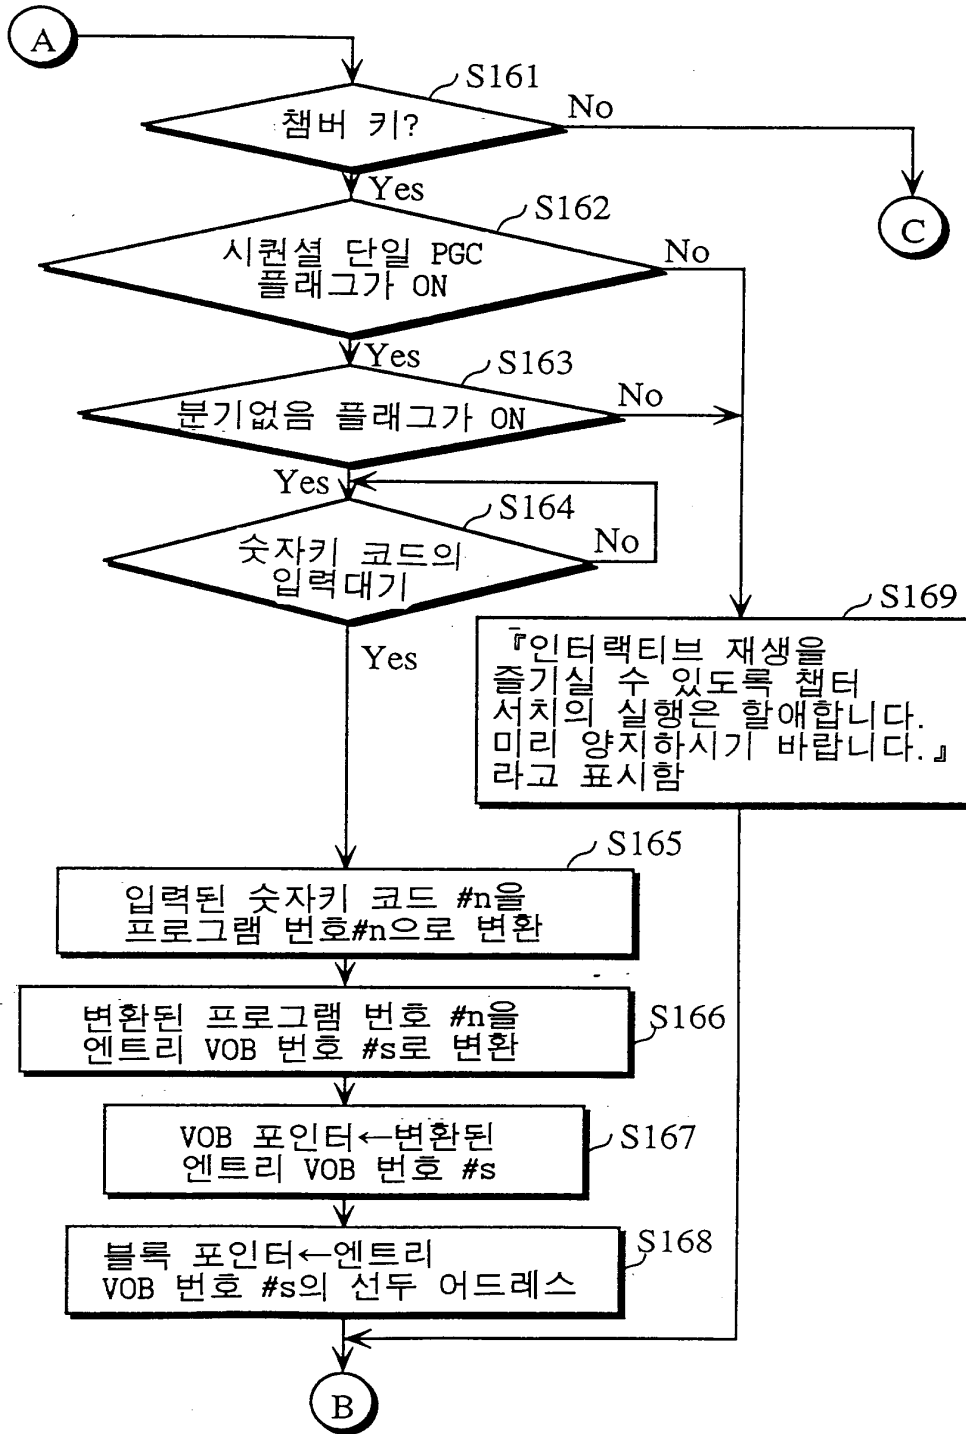 A
S161
챔버 키?
No
Yes
C
S162
시퀀셜 단일 PGC
플래그가 ON
No
Yes
S163
분기없음 플래그가 ON
No
Yes
S164
숫자키 코드의
입력대기
No
Yes
S169
『인터랙티브 재생을
즐기실 수 있도록 챕터
서치의 실행은 할애합니다.
미리 양지하시기 바랍니다.』
라고 표시함
S165
입력된 숫자키 코드 #n을
프로그램 번호#n으로 변환
변환된 프로그램 번호 #n을
엔트리 VOB 번호 #s로 변환
S166
VOB 포인터←변환된
엔트리 VOB 번호 #s
S167
블록 포인터←엔트리
VOB 번호 #s의 선두 어드레스
S168
B